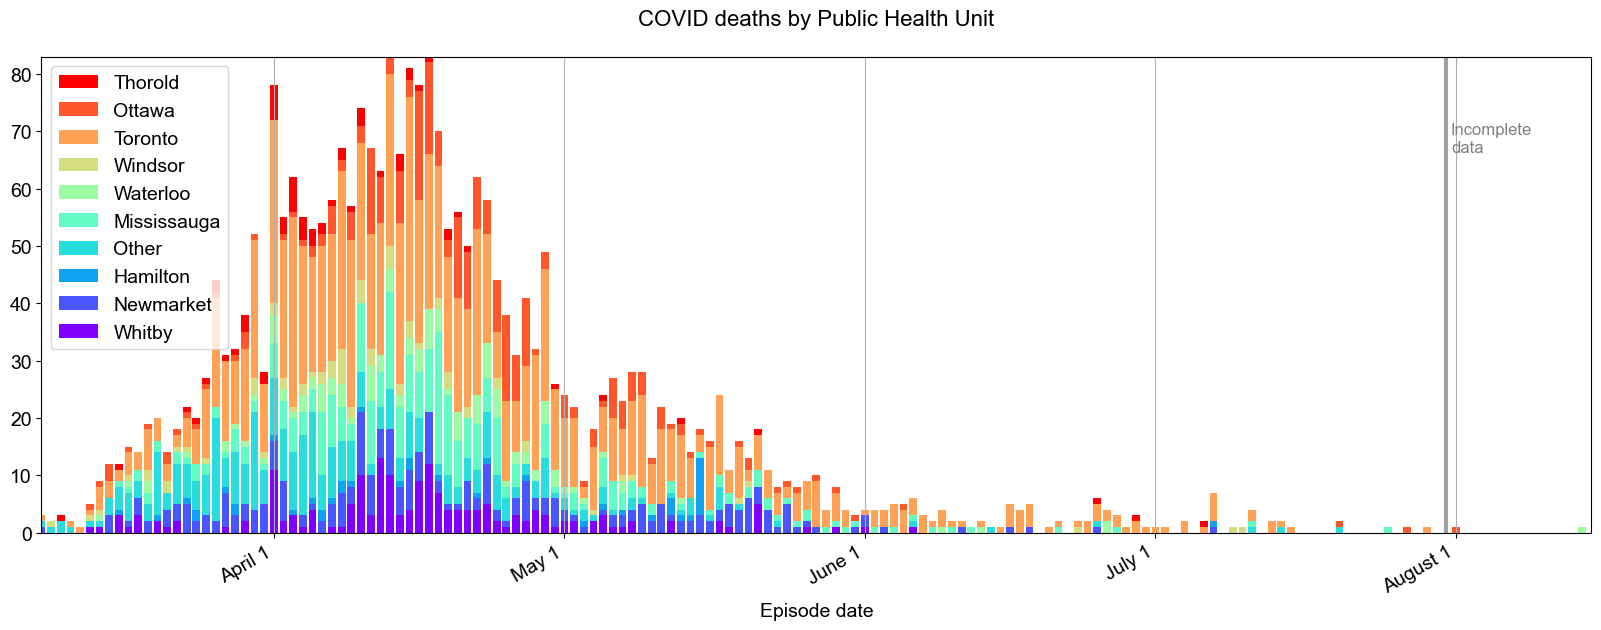 COVID deaths by Public Health Unit
80
70
60
50
40
30
20
10
0
Thorold
Ottawa
Toronto
Windsor
Waterloo
Mississauga
Other
Hamilton
Newmarket
Whitby
Incomplete
data
April 1
May 1
June 1
July 1
August 1
Episode date